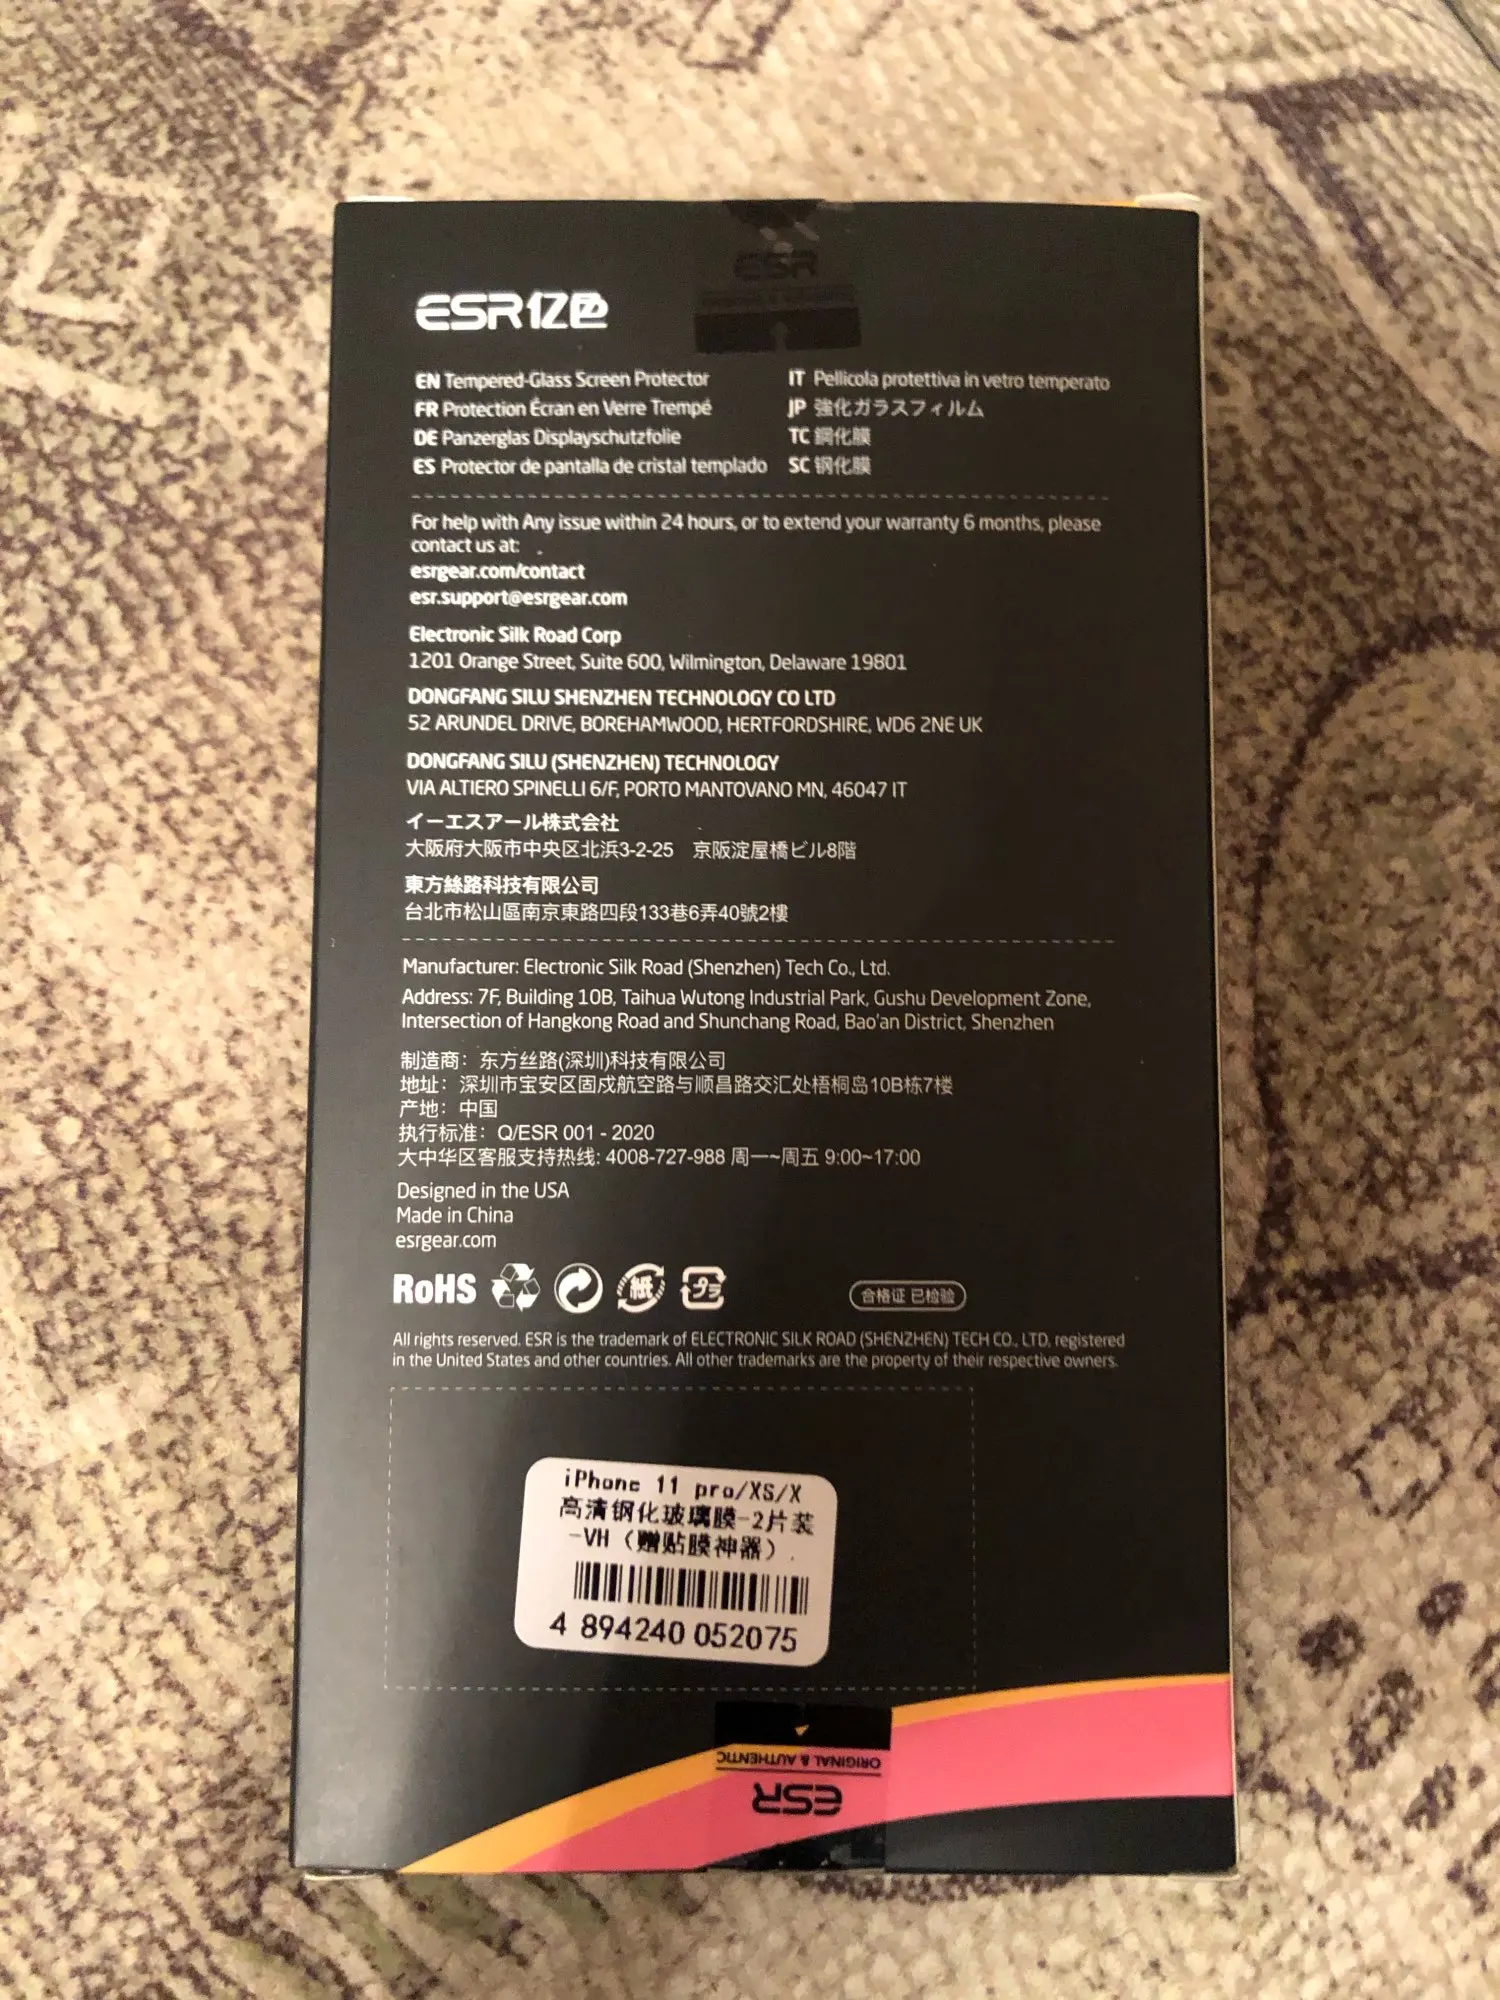 ESR
ESR亿色
EN Tempered-Glass Screen Protector
FR Protection Écran en Verre Trempé
DE Panzerglas Displayschutzfolie
ES Protector de pantalla de cristal templado
IT Pellicola protettiva in vetro temperato
JP 強化ガラスフィルム
TC 鋼化膜
SC 钢化膜
For help with Any issue within 24 hours, or to extend your warranty 6 months, please
contact us at:
esrgear.com/contact
esr.support@esrgear.com
Electronic Silk Road Corp
1201 Orange Street, Suite 600, Wilmington, Delaware 19801
DONGFANG SILU SHENZHEN TECHNOLOGY CO LTD
52 ARUNDEL DRIVE, BOREHAMWOOD, HERTFORDSHIRE, WD6 2NE UK
DONGFANG SILU (SHENZHEN) TECHNOLOGY
VIA ALTIERO SPINELLI 6/F, PORTO MANTOVANO MN, 46047 IT
イーエスアール株式会社
大阪府大阪市中央区北浜3-2-25 京阪淀屋橋ビル8階
東方絲路科技有限公司
台北市松山區南京東路四段133巷6弄40號2樓
Manufacturer: Electronic Silk Road (Shenzhen) Tech Co., Ltd.
Address: 7F, Building 10B, Taihua Wutong Industrial Park, Gushu Development Zone,
Intersection of Hangkong Road and Shunchang Road, Bao'an District, Shenzhen
制造商：东方丝路(深圳)科技有限公司
地址：深圳市宝安区固戍航空路与顺昌路交汇处梧桐岛10B栋7楼
产地：中国
执行标准：Q/ESR 001 - 2020
大中华区客服支持热线: 4008-727-988 周一~周五 9:00~17:00
Designed in the USA
Made in China
esrgear.com
RoHS 紙 プラ 合格证 已检验
All rights reserved. ESR is the trademark of ELECTRONIC SILK ROAD (SHENZHEN) TECH CO., LTD, registered
in the United States and other countries. All other trademarks are the property of their respective owners.
iPhone 11 pro/XS/X
高清钢化玻璃膜-2片装
-VH（赠贴膜神器）
4 894240 052075
ORIGINAL & AUTHENTIC
ESR